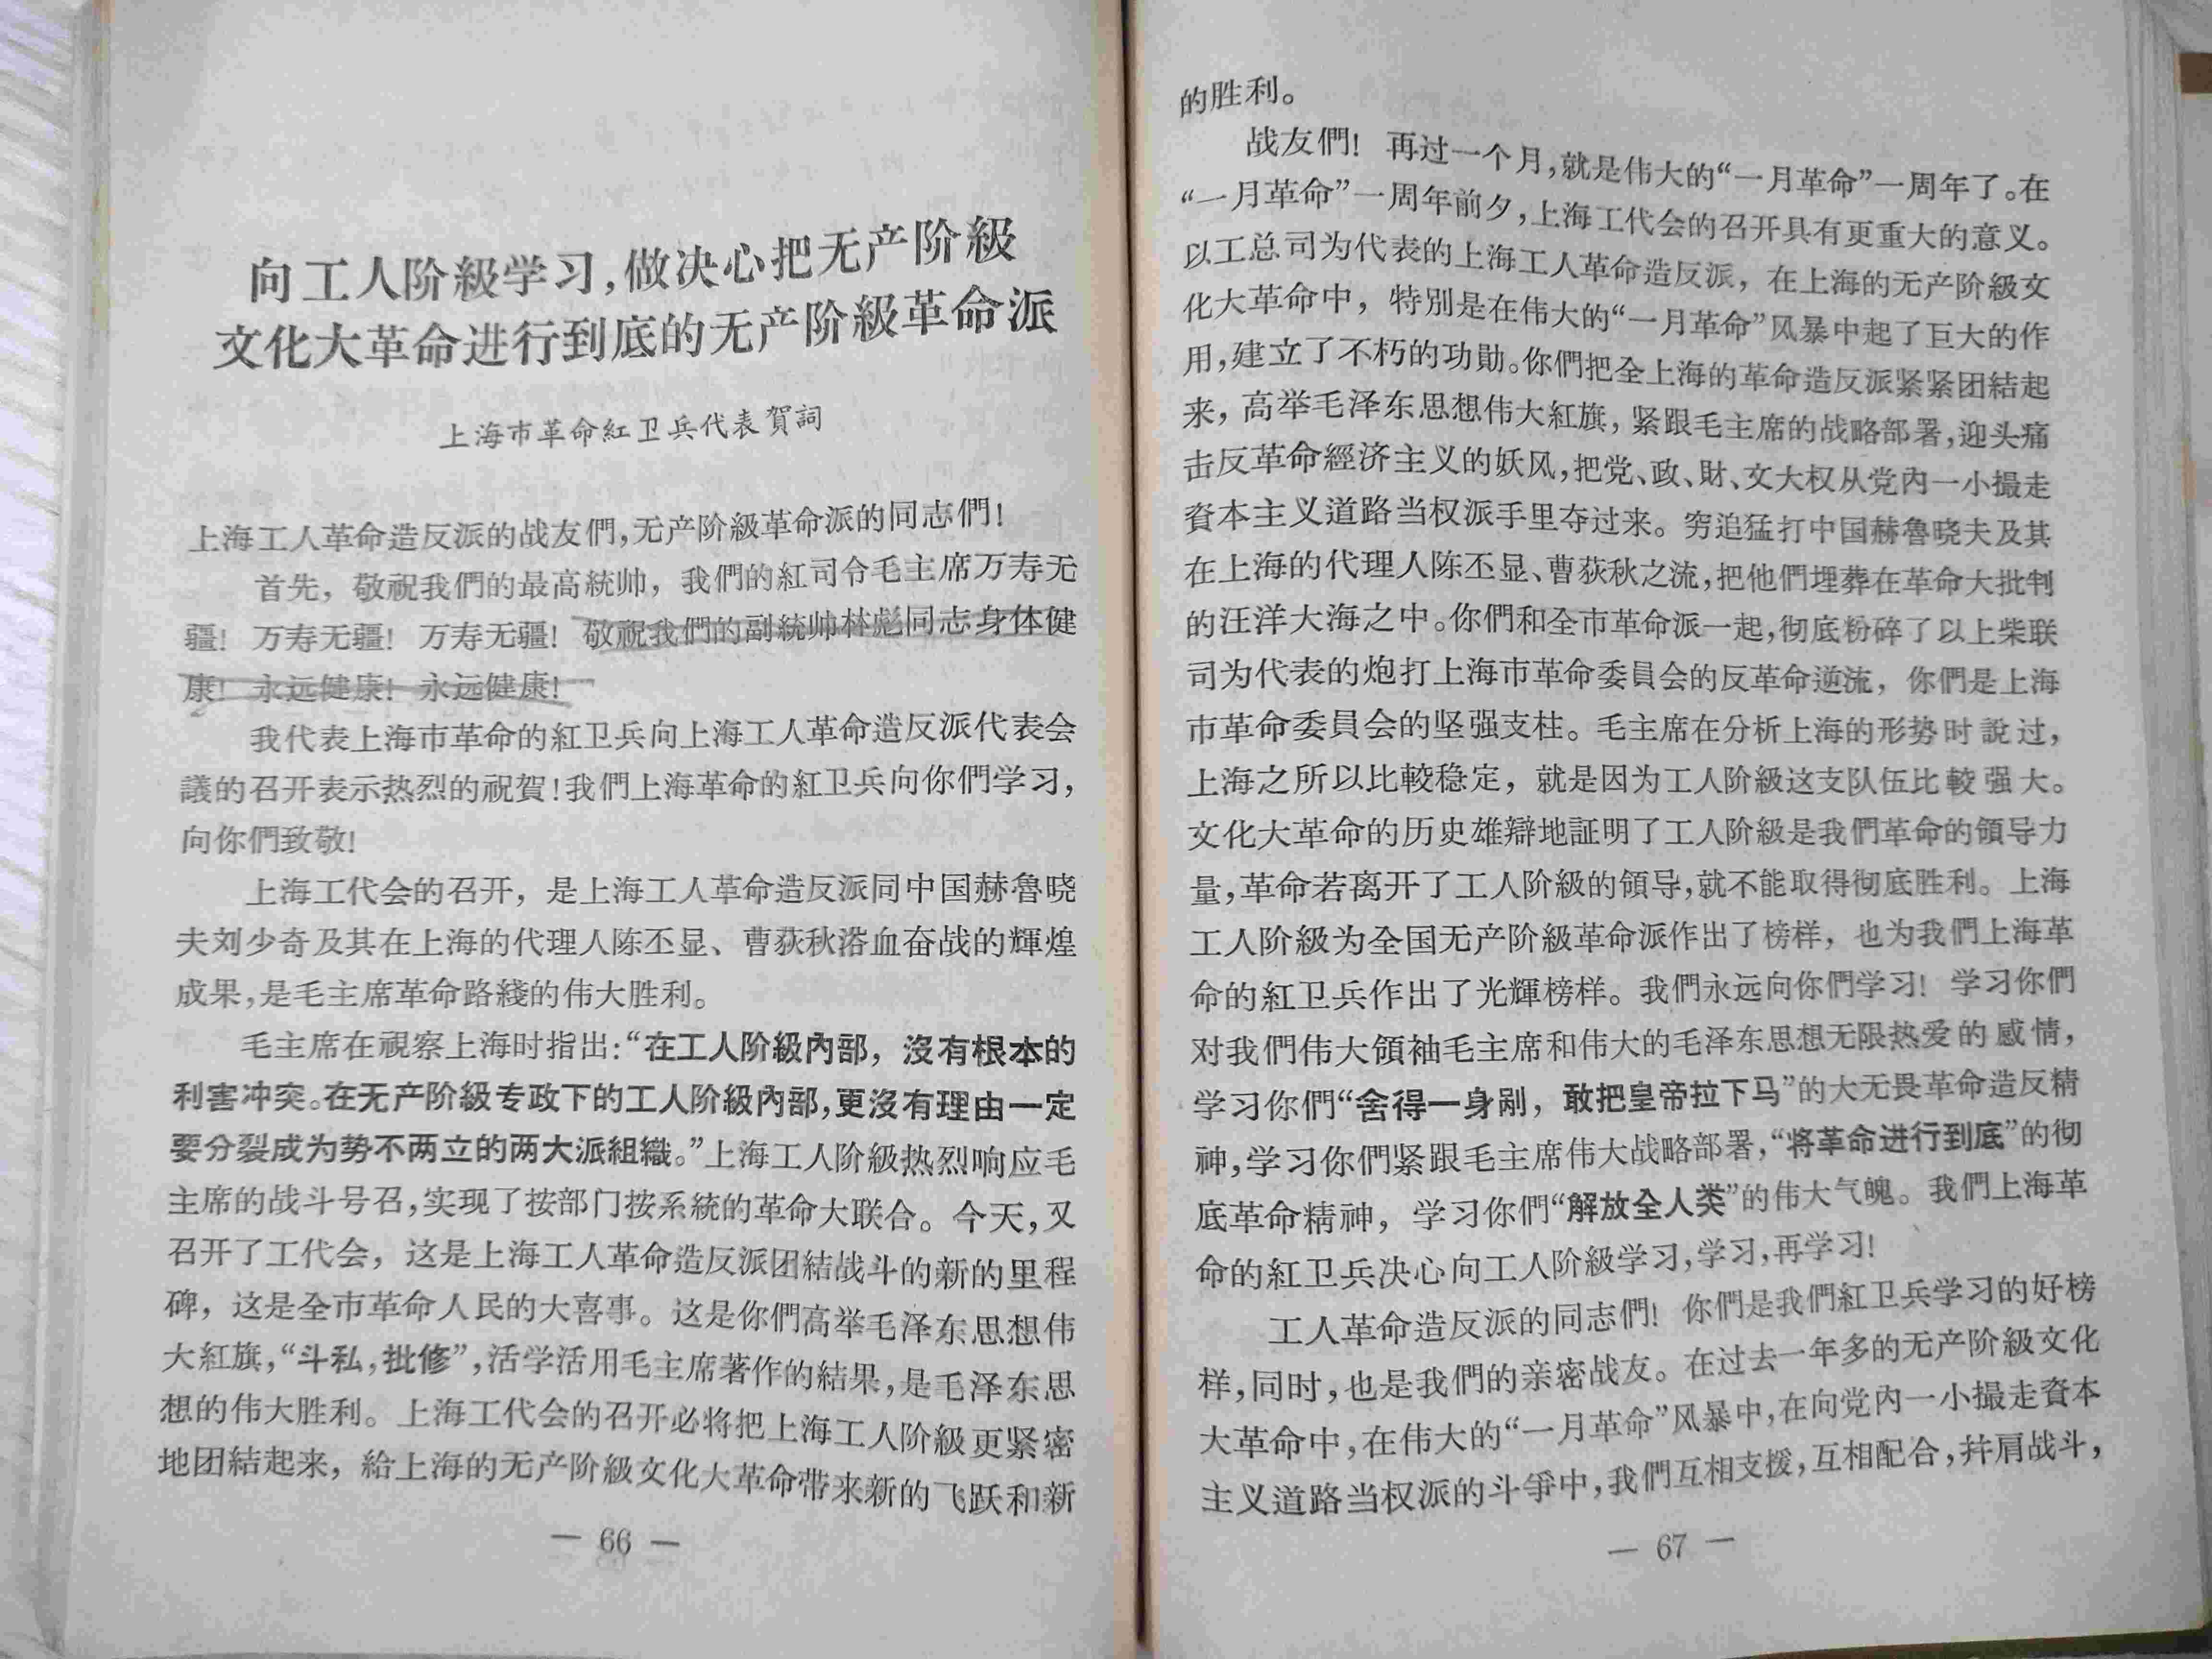 向工人阶級学习,做决心把无产阶級
文化大革命进行到底的无产阶級革命派
上海市革命紅卫兵代表賀詞
上海工人革命造反派的战友們,无产阶級革命派的同志們!
首先，敬祝我們的最高統帅，我們的紅司令毛主席万寿无
疆！万寿无疆！万寿无疆！敬祝我們的副統帅林彪同志身体健
康！永远健康！永远健康！
我代表上海市革命的紅卫兵向上海工人革命造反派代表会
議的召开表示热烈的祝賀！我們上海革命的紅卫兵向你們学习，
向你們致敬！
上海工代会的召开，是上海工人革命造反派同中国赫魯晓
夫刘少奇及其在上海的代理人陈丕显、曹荻秋浴血奋战的輝煌
成果,是毛主席革命路綫的伟大胜利。
毛主席在視察上海时指出：“在工人阶級內部，沒有根本的
利害冲突。在无产阶級专政下的工人阶級內部,更沒有理由一定
要分裂成为势不两立的两大派組織。”上海工人阶級热烈响应毛
主席的战斗号召,实现了按部门按系統的革命大联合。今天,又
召开了工代会，这是上海工人革命造反派团結战斗的新的里程
碑，这是全市革命人民的大喜事。这是你們高举毛泽东思想伟
大紅旗,“斗私,批修”,活学活用毛主席著作的結果,是毛泽东思
想的伟大胜利。上海工代会的召开必将把上海工人阶級更紧密
地团結起来，給上海的无产阶級文化大革命带来新的飞跃和新
— 66 —
的胜利。
战友們！再过一个月,就是伟大的“一月革命”一周年了。在
“一月革命”一周年前夕,上海工代会的召开具有更重大的意义。
以工总司为代表的上海工人革命造反派，在上海的无产阶級文
化大革命中，特別是在伟大的“一月革命”风暴中起了巨大的作
用,建立了不朽的功勛。你們把全上海的革命造反派紧紧团結起
来，高举毛泽东思想伟大紅旗，紧跟毛主席的战略部署,迎头痛
击反革命經济主义的妖风,把党、政、財、文大权从党內一小撮走
資本主义道路当权派手里夺过来。穷追猛打中国赫魯晓夫及其
在上海的代理人陈丕显、曹荻秋之流,把他們埋葬在革命大批判
的汪洋大海之中。你們和全市革命派一起,彻底粉碎了以上柴联
司为代表的炮打上海市革命委員会的反革命逆流，你們是上海
市革命委員会的坚强支柱。毛主席在分析上海的形势时說过，
上海之所以比較稳定，就是因为工人阶級这支队伍比較强大。
文化大革命的历史雄辯地証明了工人阶級是我們革命的領导力
量,革命若离开了工人阶級的領导,就不能取得彻底胜利。上海
工人阶級为全国无产阶級革命派作出了榜样，也为我們上海革
命的紅卫兵作出了光輝榜样。我們永远向你們学习！学习你們
对我們伟大領袖毛主席和伟大的毛泽东思想无限热爱的感情，
学习你們“舍得一身剮，敢把皇帝拉下马”的大无畏革命造反精
神,学习你們紧跟毛主席伟大战略部署,“将革命进行到底”的彻
底革命精神，学习你們“解放全人类”的伟大气魄。我們上海革
命的紅卫兵决心向工人阶級学习,学习,再学习！
工人革命造反派的同志們！你們是我們紅卫兵学习的好榜
样,同时,也是我們的亲密战友。在过去一年多的无产阶級文化
大革命中,在伟大的“一月革命”风暴中,在向党內一小撮走資本
主义道路当权派的斗爭中,我們互相支援,互相配合,幷肩战斗,
— 67 —